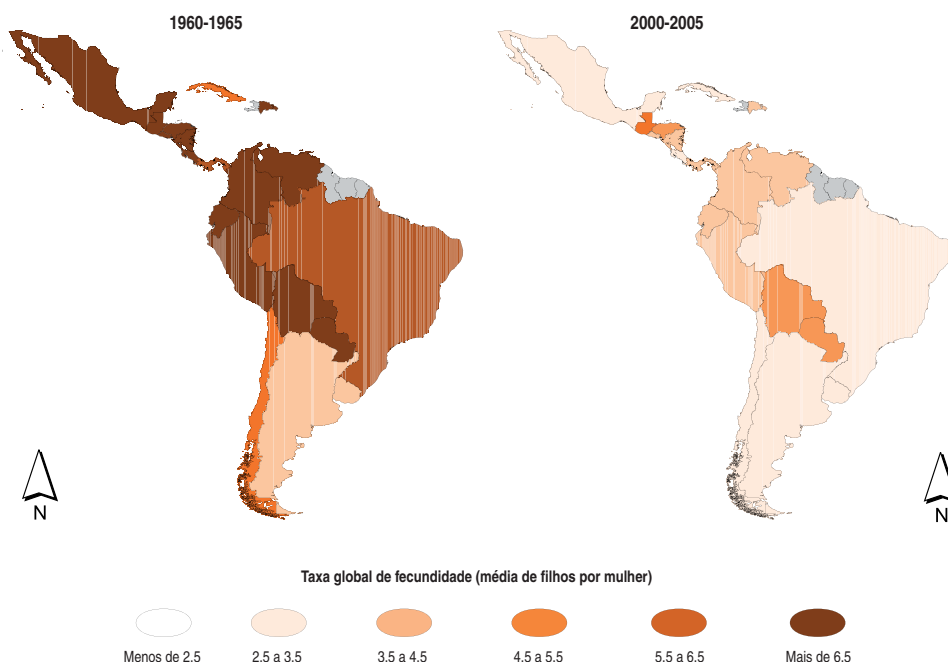 1960-1965
2000-2005
N
N
Taxa global de fecundidade (média de filhos por mulher)
Menos de 2.5
2.5 a 3.5
3.5 a 4.5
4.5 a 5.5
5.5 a 6.5
Mais de 6.5